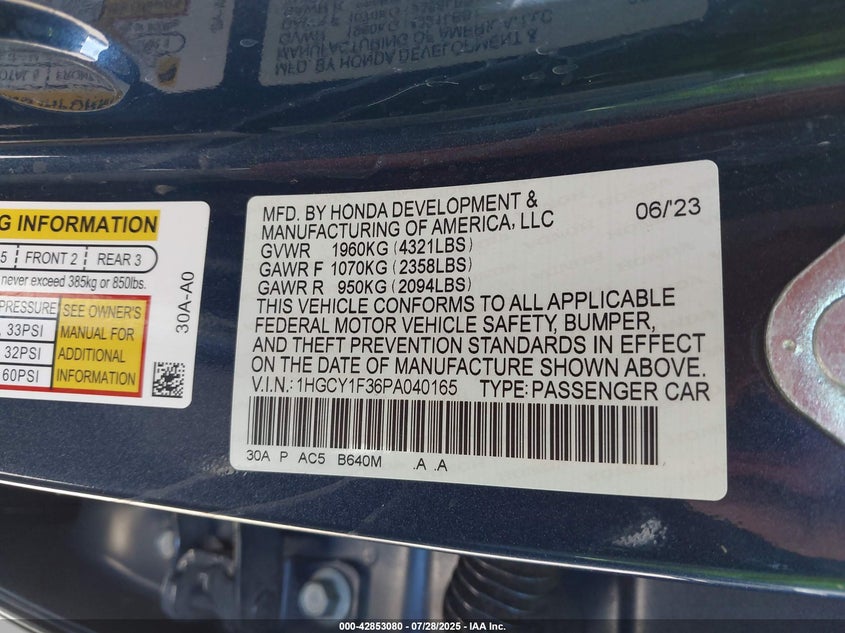 MFD. BY HONDA DEVELOPMENT &
MANUFACTURING OF AMERICA, LLC
06/'23
GVWR 1960KG (4321LBS)
GAWR F 1070KG (2358LBS)
GAWR R 950KG (2094LBS)
THIS VEHICLE CONFORMS TO ALL APPLICABLE
FEDERAL MOTOR VEHICLE SAFETY, BUMPER,
AND THEFT PREVENTION STANDARDS IN EFFECT
ON THE DATE OF MANUFACTURE SHOWN ABOVE.
V.I.N.: 1HGCY1F36PA040165 TYPE: PASSENGER CAR
30A P AC5 B640M .A .A
G INFORMATION
5 FRONT 2 REAR 3
never exceed 385kg or 850lbs.
PRESSURE
33PSI
32PSI
60PSI
SEE OWNER'S
MANUAL FOR
ADDITIONAL
INFORMATION
30A-A0
000-42853080 - 07/28/2025 - IAA Inc.